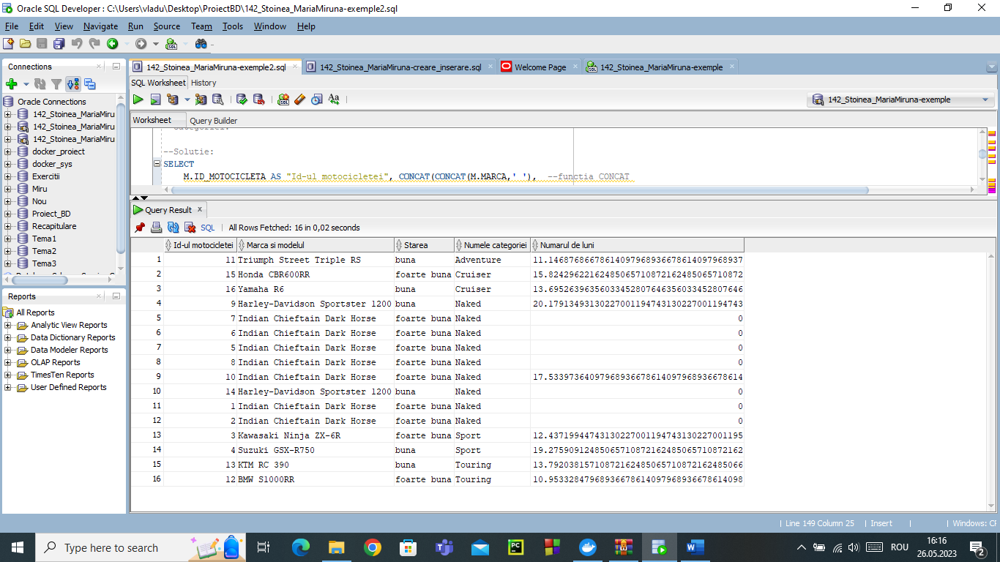 Oracle SQL Developer : C:\Users\vladu\Desktop\ProiectBD\142_Stoinea_MariaMiruna-exemple2.sql
File Edit View Navigate Run Source Team Tools Window Help
Connections
Oracle Connections
142_Stoinea_MariaMiru
142_Stoinea_MariaMiru
142_Stoinea_MariaMiru
docker_proiect
docker_sys
Exercitii
Miru
Nou
Proiect_BD
Recapitulare
Tema1
Tema2
Tema3
Reports
All Reports
Analytic View Reports
Data Dictionary Reports
Data Modeler Reports
OLAP Reports
TimesTen Reports
User Defined Reports
142_Stoinea_MariaMiruna-exemple2.sql 142_Stoinea_MariaMiruna-creare_inserare.sql Welcome Page 142_Stoinea_MariaMiruna-exemple
SQL Worksheet History
142_Stoinea_MariaMiruna-exemple
Worksheet Query Builder
--Solutie:
SELECT
M.ID_MOTOCICLETA AS "Id-ul motocicletei", CONCAT(CONCAT(M.MARCA,' '), --functia CONCAT
Query Result x
SQL | All Rows Fetched: 16 in 0,02 seconds
Id-ul motocicletei Marca si modelul Starea Numele categoriei Numarul de luni
1 11 Triumph Street Triple RS buna Adventure 11.1468768667861409796893667861409796893​7
2 15 Honda CBR600RR foarte buna Cruiser 15.8242962216248506571087216248506571087​2
3 16 Yamaha R6 buna Cruiser 13.6952639635603345280764635603345280764​6
4 9 Harley-Davidson Sportster 1200 buna Naked 20.17913493130227001194743130227001194743
5 7 Indian Chieftain Dark Horse foarte buna Naked 0
6 6 Indian Chieftain Dark Horse foarte buna Naked 0
7 5 Indian Chieftain Dark Horse foarte buna Naked 0
8 8 Indian Chieftain Dark Horse foarte buna Naked 0
9 10 Indian Chieftain Dark Horse foarte buna Naked 17.53397364097968936678614097968936678614
10 14 Harley-Davidson Sportster 1200 buna Naked 0
11 1 Indian Chieftain Dark Horse foarte buna Naked 0
12 2 Indian Chieftain Dark Horse foarte buna Naked 0
13 3 Kawasaki Ninja ZX-6R foarte buna Sport 12.43719944743130227001194743130227001195
14 4 Suzuki GSX-R750 buna Sport 19.27590912485065710872162485065710872162
15 13 KTM RC 390 buna Touring 13.79203815710872162485065710872162485066
16 12 BMW S1000RR foarte buna Touring 10.95332847968936678614097968936678614098
Line 149 Column 25 | Insert | Windows: CF
Type here to search
ROU
16:16
26.05.2023
2